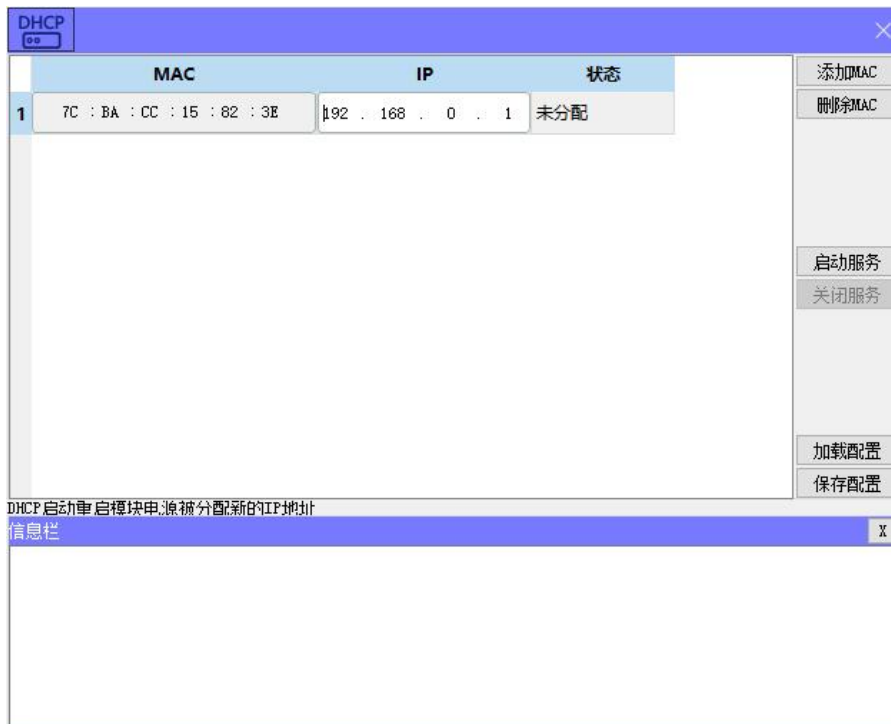 DHCP
MAC IP 状态
1 7C : BA : CC : 15 : 82 : 3E 192 . 168 . 0 . 1 未分配
添加MAC
删除MAC
启动服务
关闭服务
加载配置
保存配置
DHCP启动重启模块电源被分配新的IP地址
信息栏 X